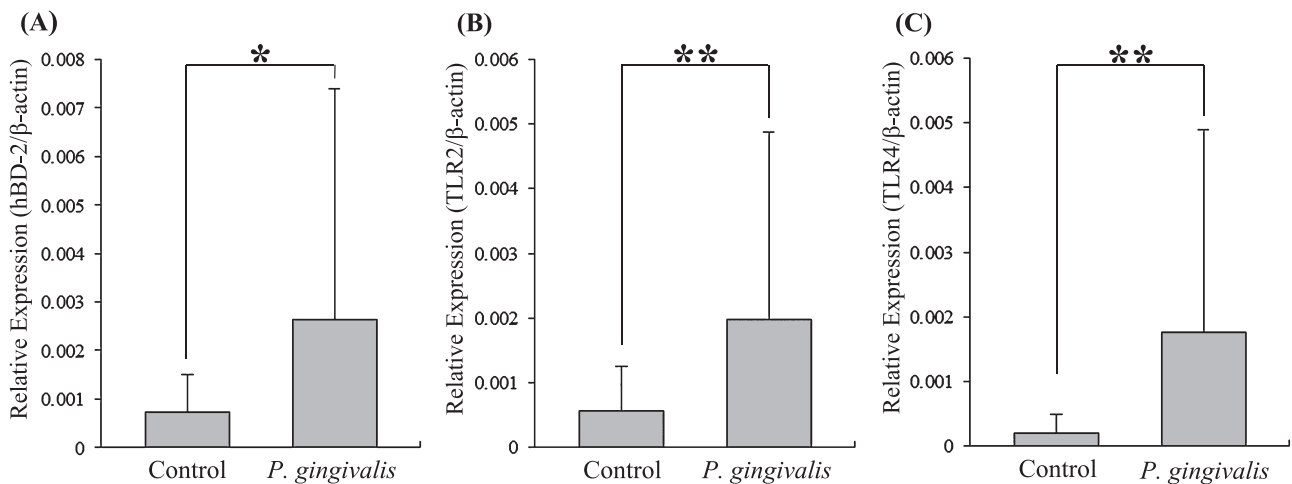 (A)
Relative Expression (hBD-2/β-actin)
0.008
0.007
0.006
0.005
0.004
0.003
0.002
0.001
0
*
Control
P. gingivalis
(B)
Relative Expression (TLR2/β-actin)
0.006
0.005
0.004
0.003
0.002
0.001
0
**
Control
P. gingivalis
(C)
Relative Expression (TLR4/β-actin)
0.006
0.005
0.004
0.003
0.002
0.001
0
**
Control
P. gingivalis